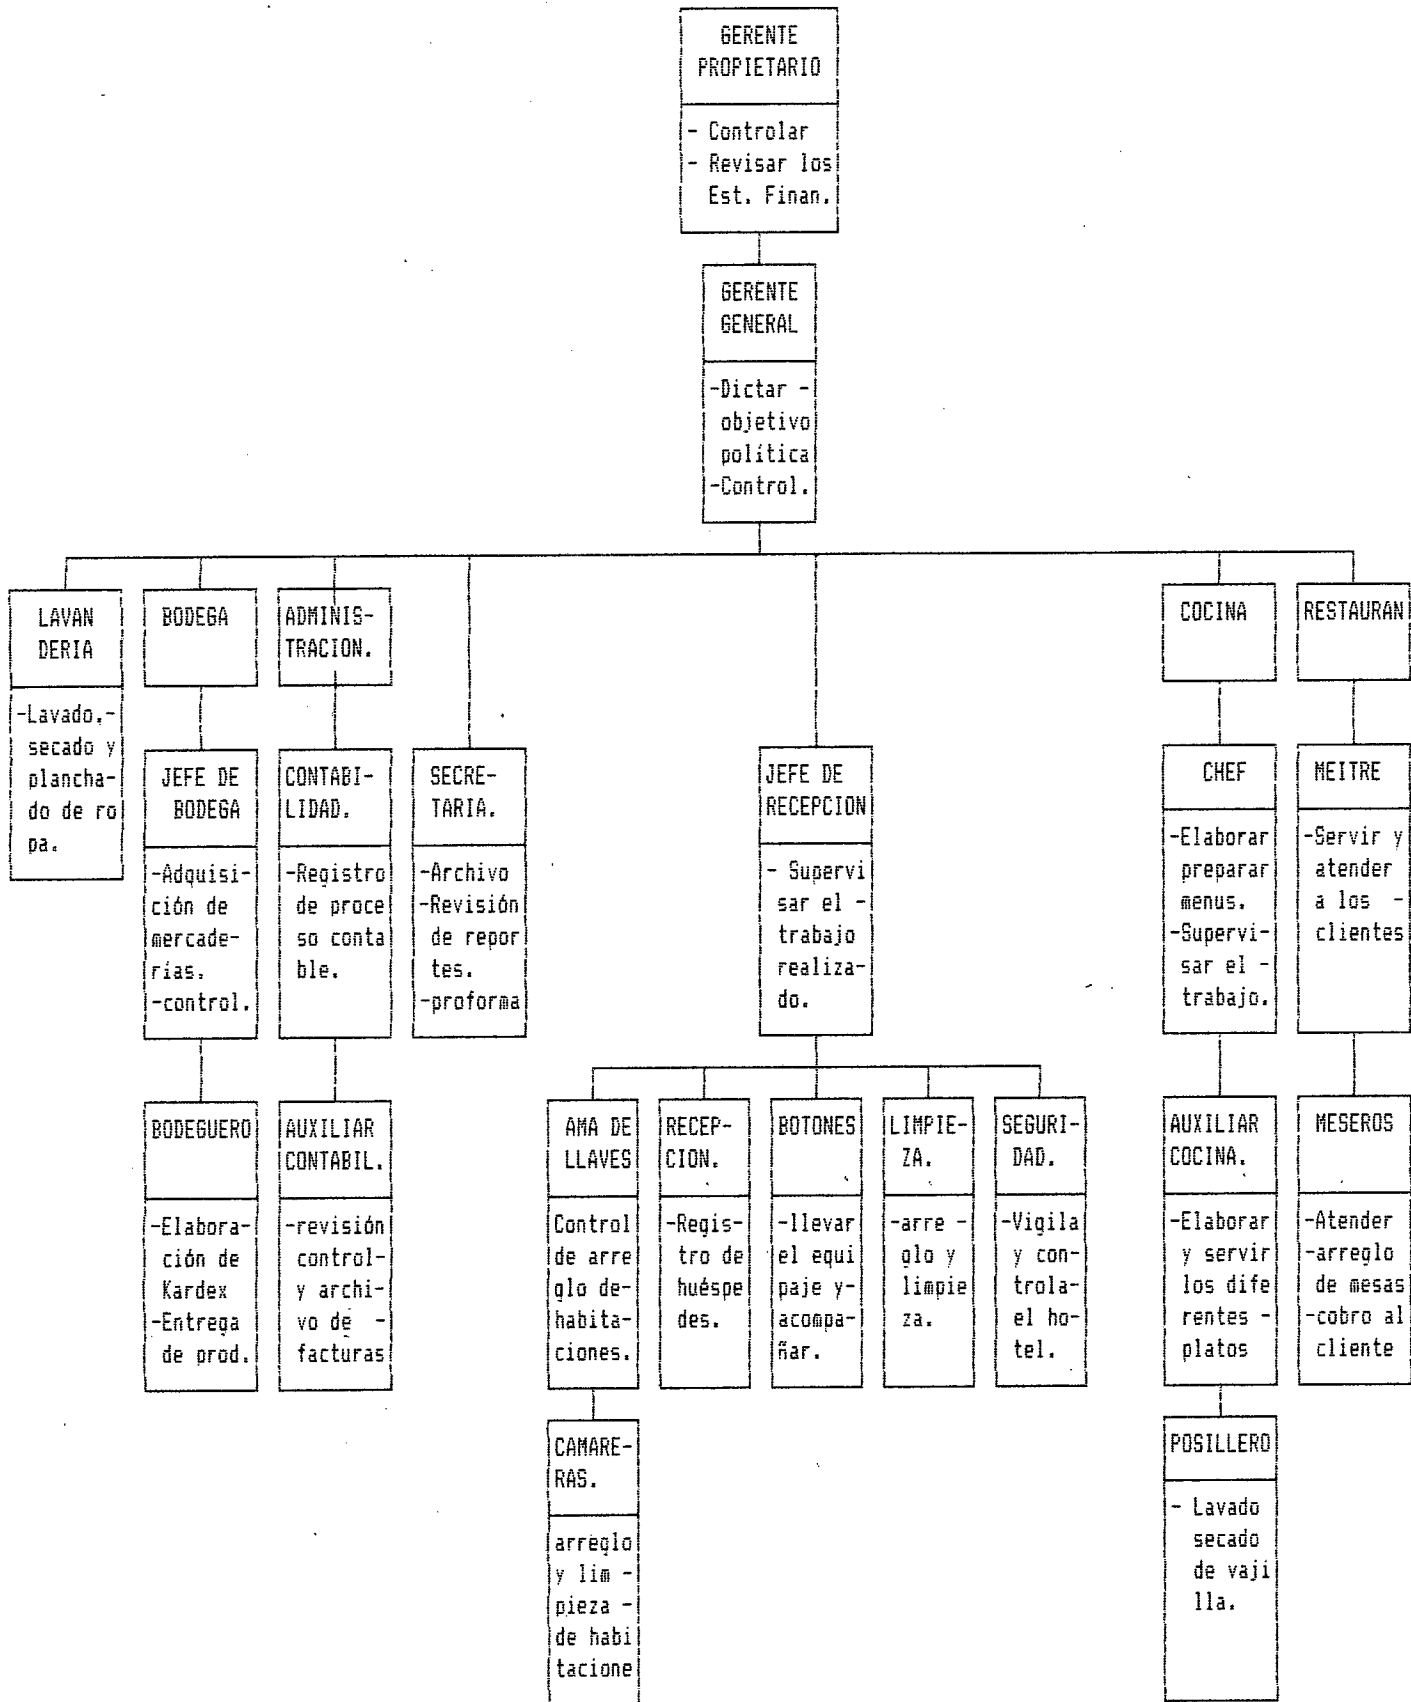 GERENTE
PROPIETARIO
- Controlar
- Revisar los
Est. Finan.
GERENTE
GENERAL
-Dictar -
objetivo
política
-Control.
LAVAN
DERIA
-Lavado.-
secado y
plancha-
do de ro
pa.
BODEGA
JEFE DE
BODEGA
-Adquisi-
ción de
mercade-
rías.
-control.
BODEGUERO
-Elabora-
ción de
Kardex
-Entrega
de prod.
ADMINIS-
TRACION.
CONTABI-
LIDAD.
-Registro
de proce
so conta
ble.
AUXILIAR
CONTABIL.
-revisión
control-
y archi-
vo de -
facturas
SECRE-
TARIA.
-Archivo
-Revisión
de repor
tes.
-proforma
JEFE DE
RECEPCION
- Supervi
sar el -
trabajo
realiza-
do.
AMA DE
LLAVES
Control
de arre
glo de-
habita-
ciones.
CAMARE-
RAS.
arreglo
y lim -
pieza -
de habi
tacione
RECEP-
CION.
-Regis-
tro de
huéspe
des.
BOTONES
-llevar
el equi
paje y-
acompa-
ñar.
LIMPIE-
ZA.
-arre -
glo y
limpie
za.
SEGURI-
DAD.
-Vigila
y con-
trola-
el ho-
tel.
COCINA
CHEF
-Elaborar
preparar
menus.
-Supervi-
sar el -
trabajo.
AUXILIAR
COCINA.
-Elaborar
y servir
los dife
rentes -
platos
POSILLERO
- Lavado
secado
de vaji
lla.
RESTAURAN
MEITRE
-Servir y
atender
a los -
clientes
MESEROS
-Atender
-arreglo
de mesas
-cobro al
cliente